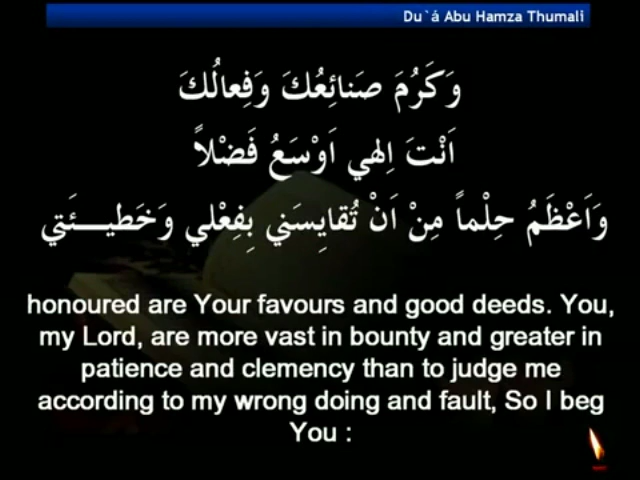 Du`á Abu Hamza Thumali
وَكَرُمَ صَنائِعُكَ وَفِعالُكَ
اَنْتَ اِلهي اَوْسَعُ فَضْلاً
وَاَعْظَمُ حِلْماً مِنْ اَنْ تُقايِسَني بِفِعْلي وَخَطيـــئَتي
honoured are Your favours and good deeds. You,
my Lord, are more vast in bounty and greater in
patience and clemency than to judge me
according to my wrong doing and fault, So I beg
You :